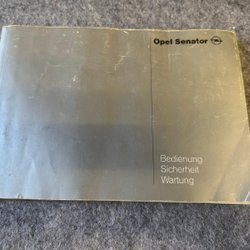 Opel Senator
Bedienung
Sicherheit
Wartung